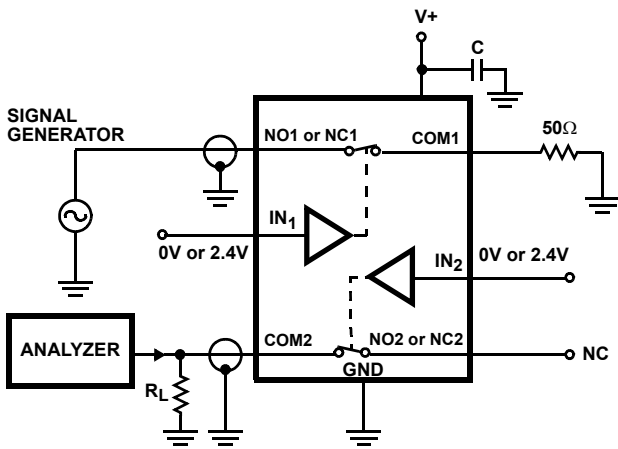 V+
C
SIGNAL
GENERATOR
NO1 or NC1
COM1
50Ω
IN1
0V or 2.4V
IN2
0V or 2.4V
ANALYZER
COM2
NO2 or NC2
NC
GND
RL